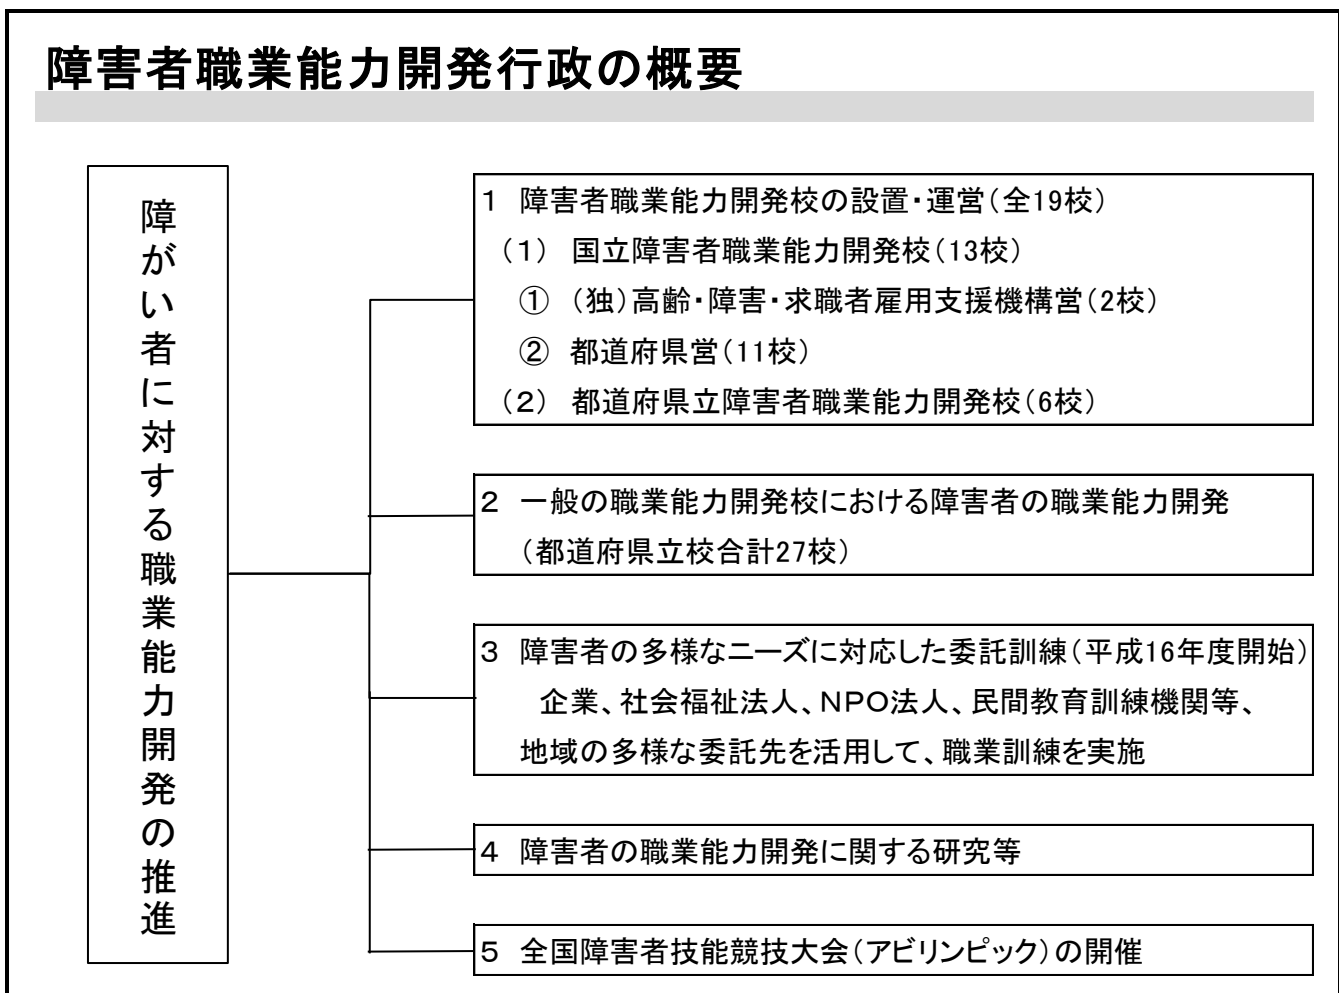 障害者職業能力開発行政の概要
障がい者に対する職業能力開発の推進
１ 障害者職業能力開発校の設置・運営（全19校）
（１） 国立障害者職業能力開発校（13校）
① （独）高齢・障害・求職者雇用支援機構営（2校）
② 都道府県営（11校）
（２） 都道府県立障害者職業能力開発校（6校）
２ 一般の職業能力開発校における障害者の職業能力開発
（都道府県立校合計27校）
３ 障害者の多様なニーズに対応した委託訓練（平成16年度開始）
企業、社会福祉法人、ＮＰＯ法人、民間教育訓練機関等、
地域の多様な委託先を活用して、職業訓練を実施
４ 障害者の職業能力開発に関する研究等
５ 全国障害者技能競技大会（アビリンピック）の開催